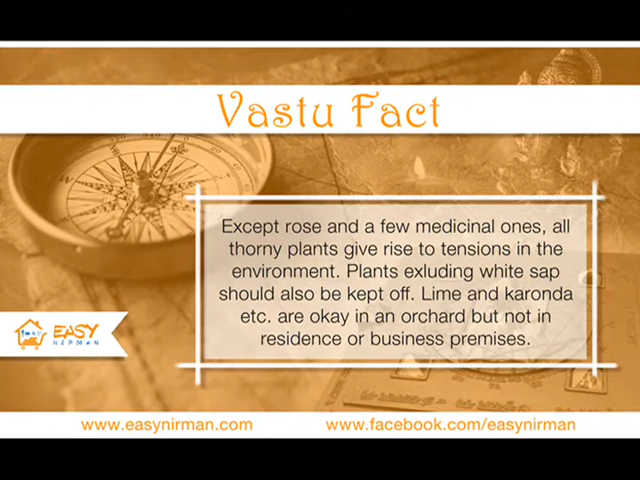 Vastu Fact
Except rose and a few medicinal ones, all
thorny plants give rise to tensions in the
environment. Plants exluding white sap
should also be kept off. Lime and karonda
etc. are okay in an orchard but not in
residence or business premises.
EASY
NIRMAN
www.easynirman.com
www.facebook.com/easynirman